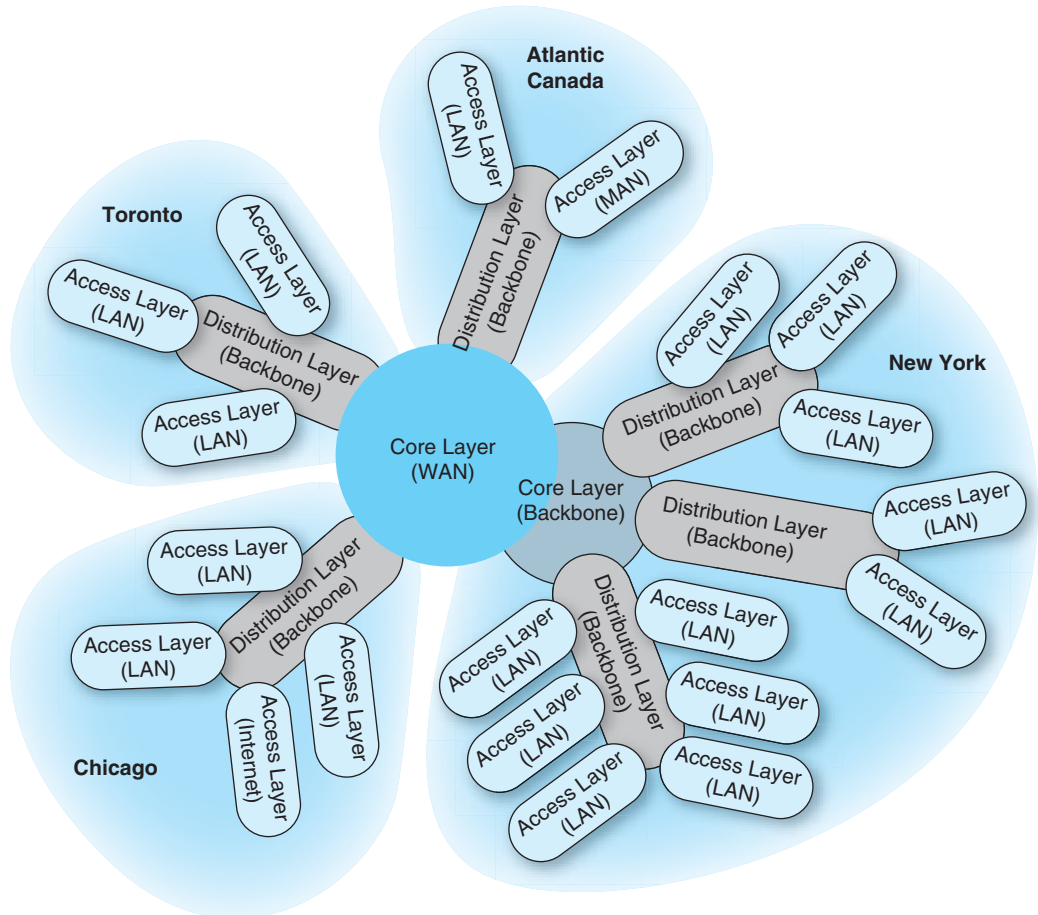 Atlantic
Canada
Access Layer
(LAN)
Access Layer
(MAN)
Distribution Layer
(Backbone)
Toronto
Access Layer
(LAN)
Access Layer
(LAN)
Distribution Layer
(Backbone)
Access Layer
(LAN)
New York
Access Layer
(LAN)
Access Layer
(LAN)
Distribution Layer
(Backbone)
Access Layer
(LAN)
Core Layer
(WAN)
Core Layer
(Backbone)
Distribution Layer
(Backbone)
Access Layer
(LAN)
Access Layer
(LAN)
Distribution Layer
(Backbone)
Access Layer
(LAN)
Access Layer
(LAN)
Access Layer
(LAN)
Access Layer
(LAN)
Access Layer
(LAN)
Access Layer
(LAN)
Access Layer
(LAN)
Distribution Layer
(Backbone)
Access Layer
(LAN)
Access Layer
(LAN)
Access Layer
(Internet)
Chicago